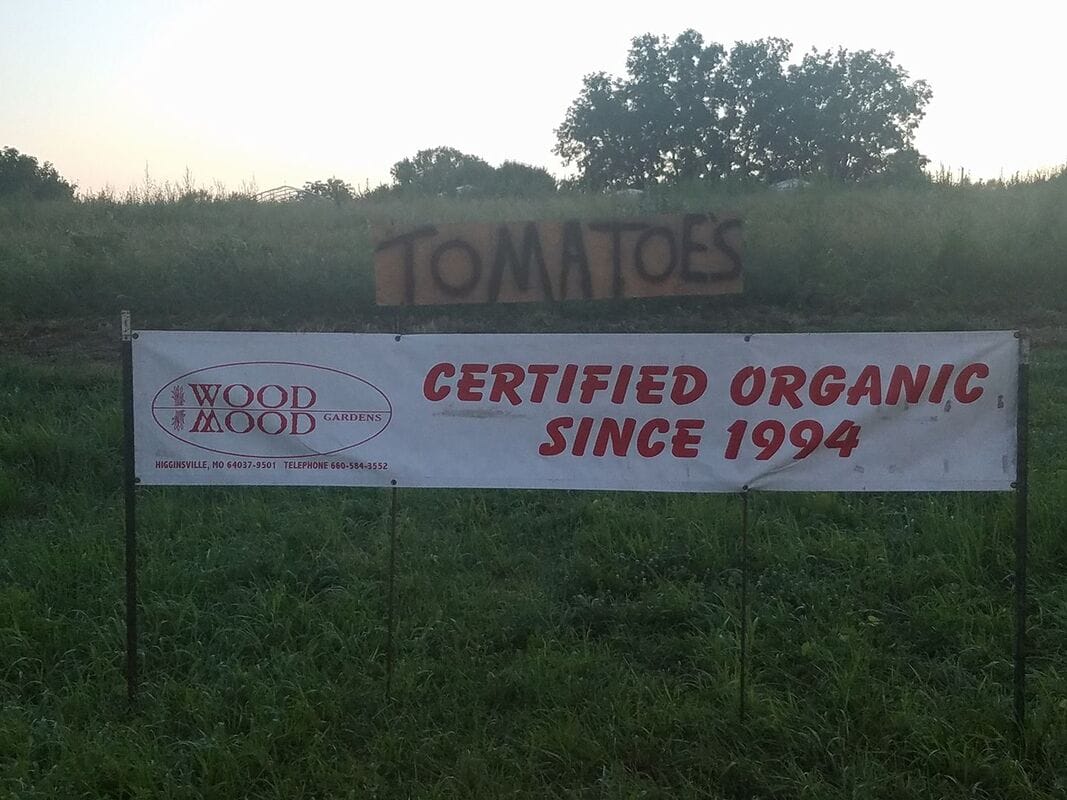 TOMATOE'S
WOOD
MOOD
GARDENS
HIGGINSVILLE, MO 64037-9501 TELEPHONE 660-584-3552
CERTIFIED ORGANIC
SINCE 1994